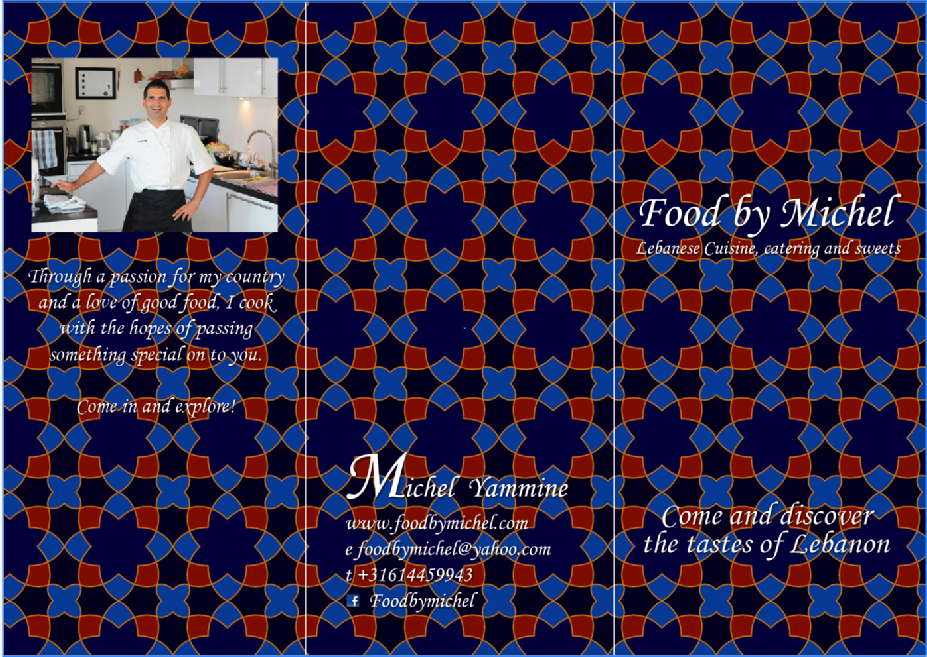 Through a passion for my country
and a love of good food, I cook
with the hopes of passing
something special on to you.
Come in and explore!
Michel Yammine
www.foodbymichel.com
e foodbymichel@yahoo.com
t +31614459943
f Foodbymichel
Food by Michel
Lebanese Cuisine, catering and sweets
Come and discover
the tastes of Lebanon